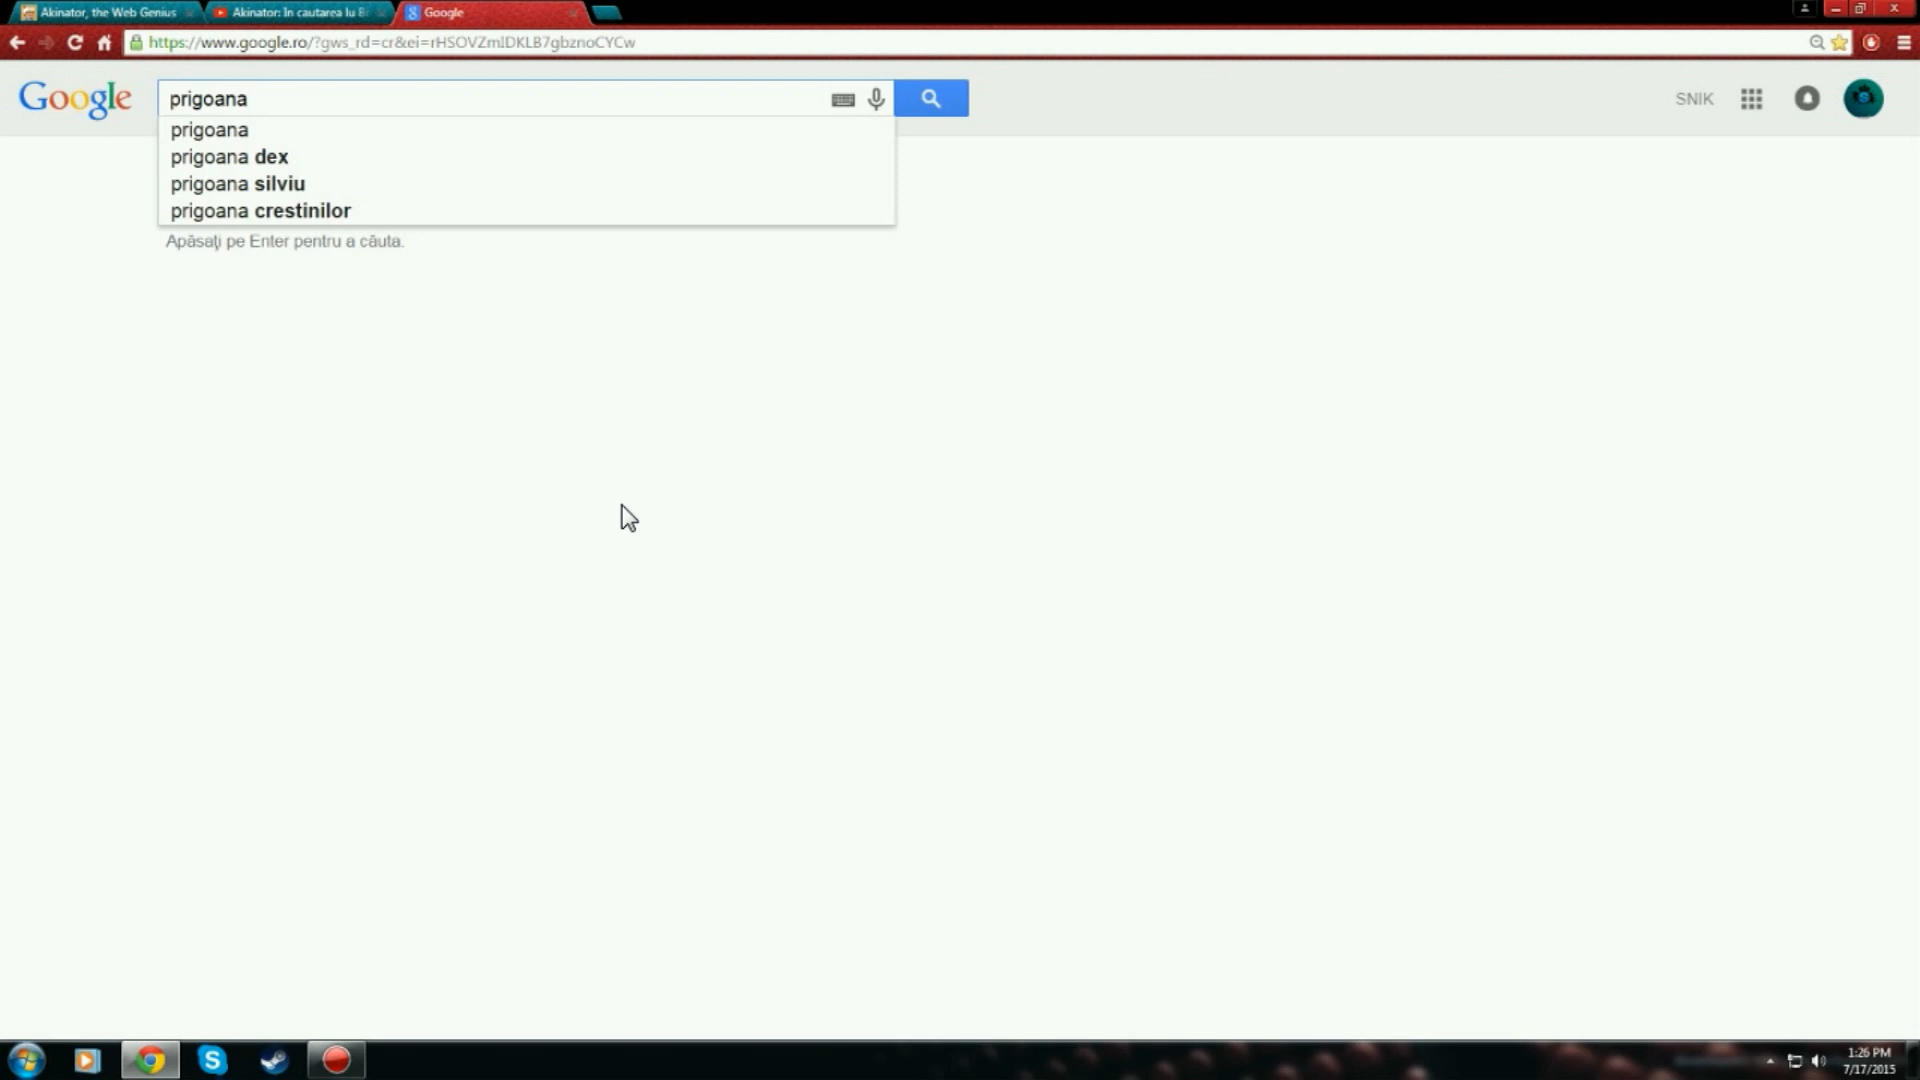 Akinator, the Web Genius
Akinator: In cautarea lu B
Google
https://www.google.ro/?gws_rd=cr&ei=rHSOVZmIDKLB7gbznoCYCw
Google
prigoana
SNIK
prigoana
prigoana dex
prigoana silviu
prigoana crestinilor
Apăsați pe Enter pentru a căuta.
1:26 PM
7/17/2015